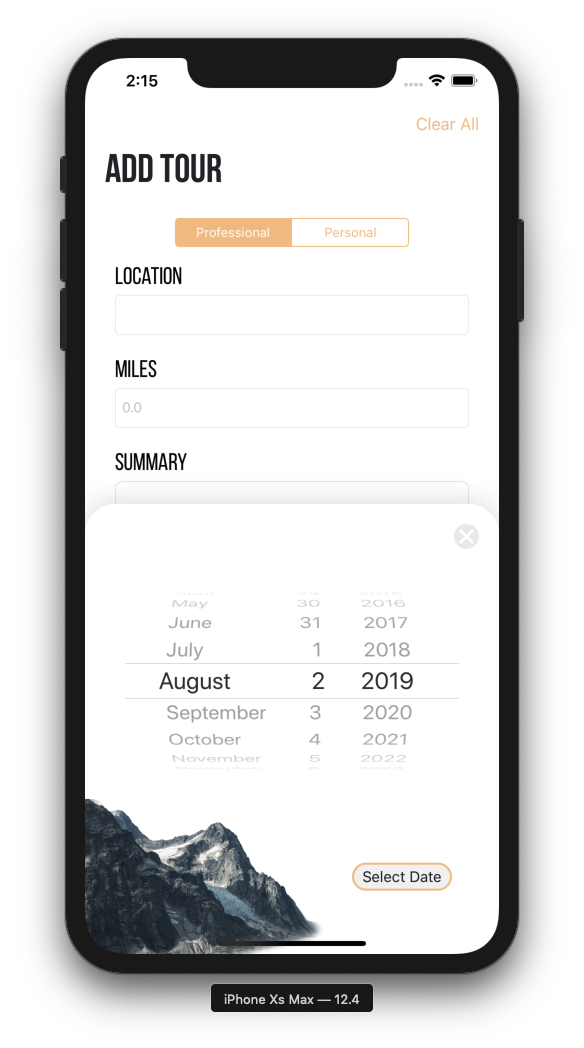 2:15
Clear All
ADD TOUR
Professional Personal
LOCATION
MILES
0.0
SUMMARY
May 30 2016
June 31 2017
July 1 2018
August 2 2019
September 3 2020
October 4 2021
November 5 2022
Select Date
iPhone Xs Max — 12.4